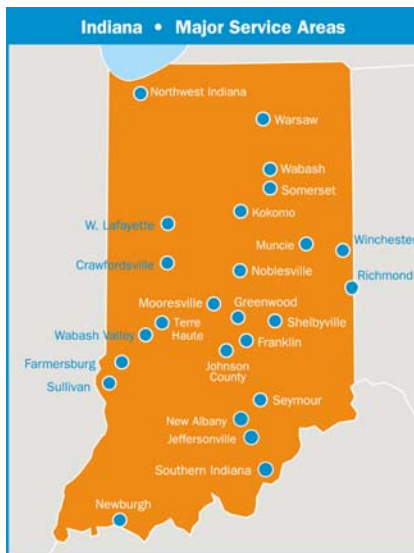 Indiana • Major Service Areas
Northwest Indiana
Warsaw
Wabash
Somerset
Kokomo
W. Lafayette
Muncie
Winchester
Crawfordsville
Noblesville
Richmond
Mooresville
Greenwood
Terre
Haute
Shelbyville
Wabash Valley
Franklin
Johnson
County
Farmersburg
Sullivan
Seymour
New Albany
Jeffersonville
Southern Indiana
Newburgh